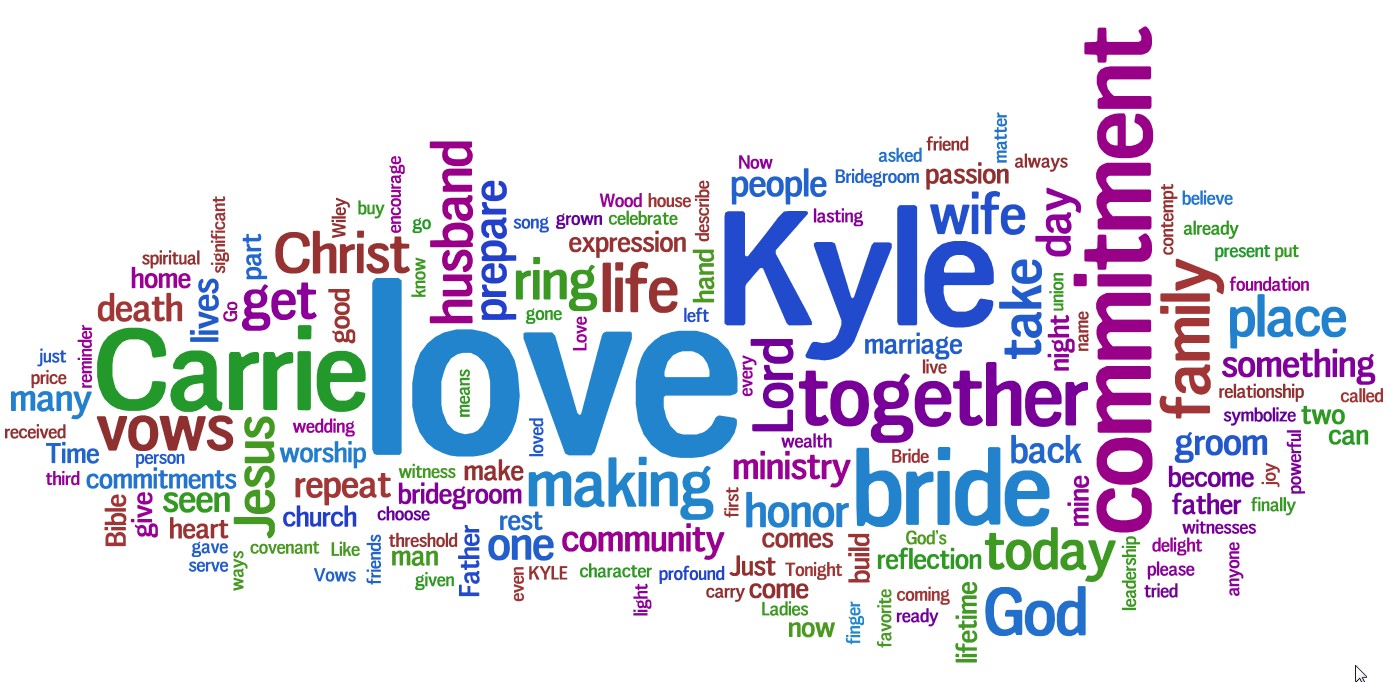 commitment
matter
friend
asked
always
Now
Bridegroom
passion
people
husband
encourage
prepare
contempt
believe
significant
Wiley
buy
go
song
grown
Wood
house
celebrate
describe
lasting
Kyle
wife
day
already
spiritual
part
Christ
know
expression
present
put
home
lives
Go
get
good
ring
life
hand
left
take
union
night
name
family
foundation
death
gone
Love
place
just
reminder
Carrie
love
means
marriage
live
something
price
many
every
Lord
together
relationship
called
received
vows
wedding
loved
wealth
symbolize
two
can
Time
person
Jesus
worship
Bride
back
groom
third
commitments
witness
make
making
ministry
bride
mine
become
joy
powerful
Bible
give
seen
repeat
bridegroom
first
honor
father
finally
heart
church
choose
rest
witnesses
gave
serve
ways
covenant
Like
friends
threshold
man
given
Father
one
community
comes
build
God's
reflection
today
leadership
delight
please
tried
anyone
Vows
even
KYLE
character
profound
Just
Tonight
light
carry
come
Ladies
now
finger
favorite
coming
ready
lifetime
God